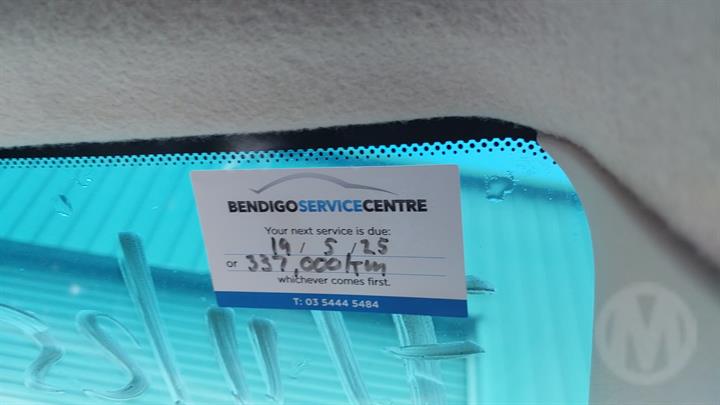 BENDIGOSERVICECENTRE
Your next service is due:
19 / 5 / 25
or 337,000 km
whichever comes first.
T: 03 5444 5484
M